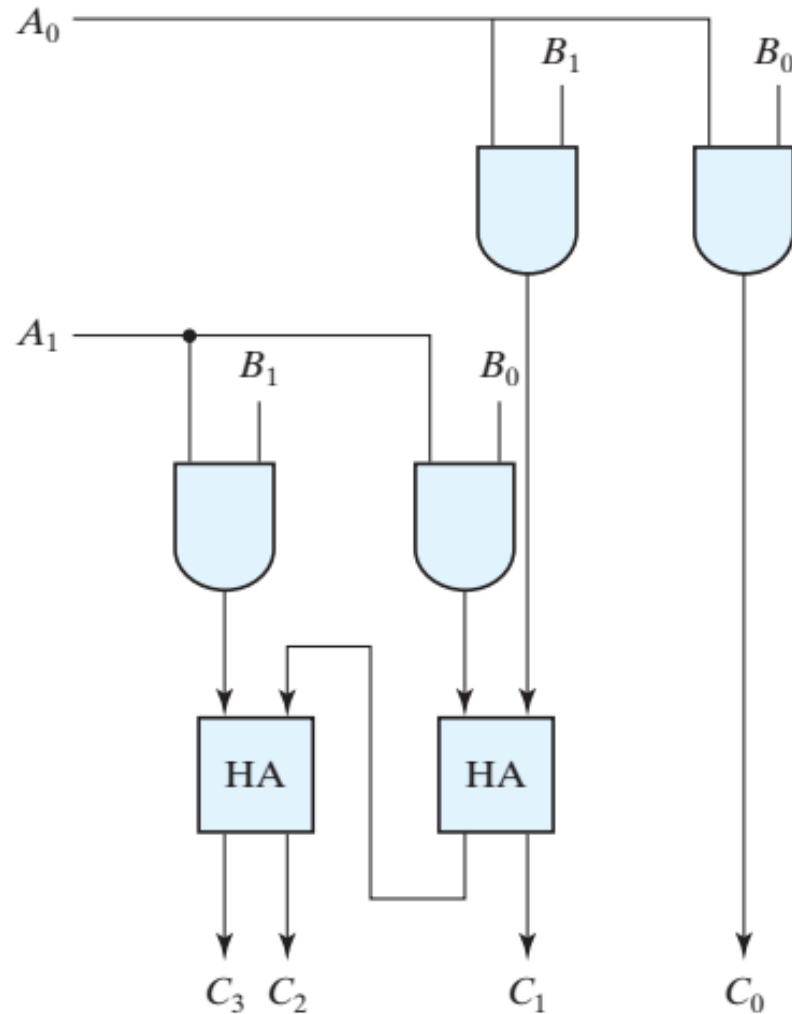 A₀
B₁ B₀
A₁
B₁ B₀
HA HA
C₃ C₂ C₁ C₀